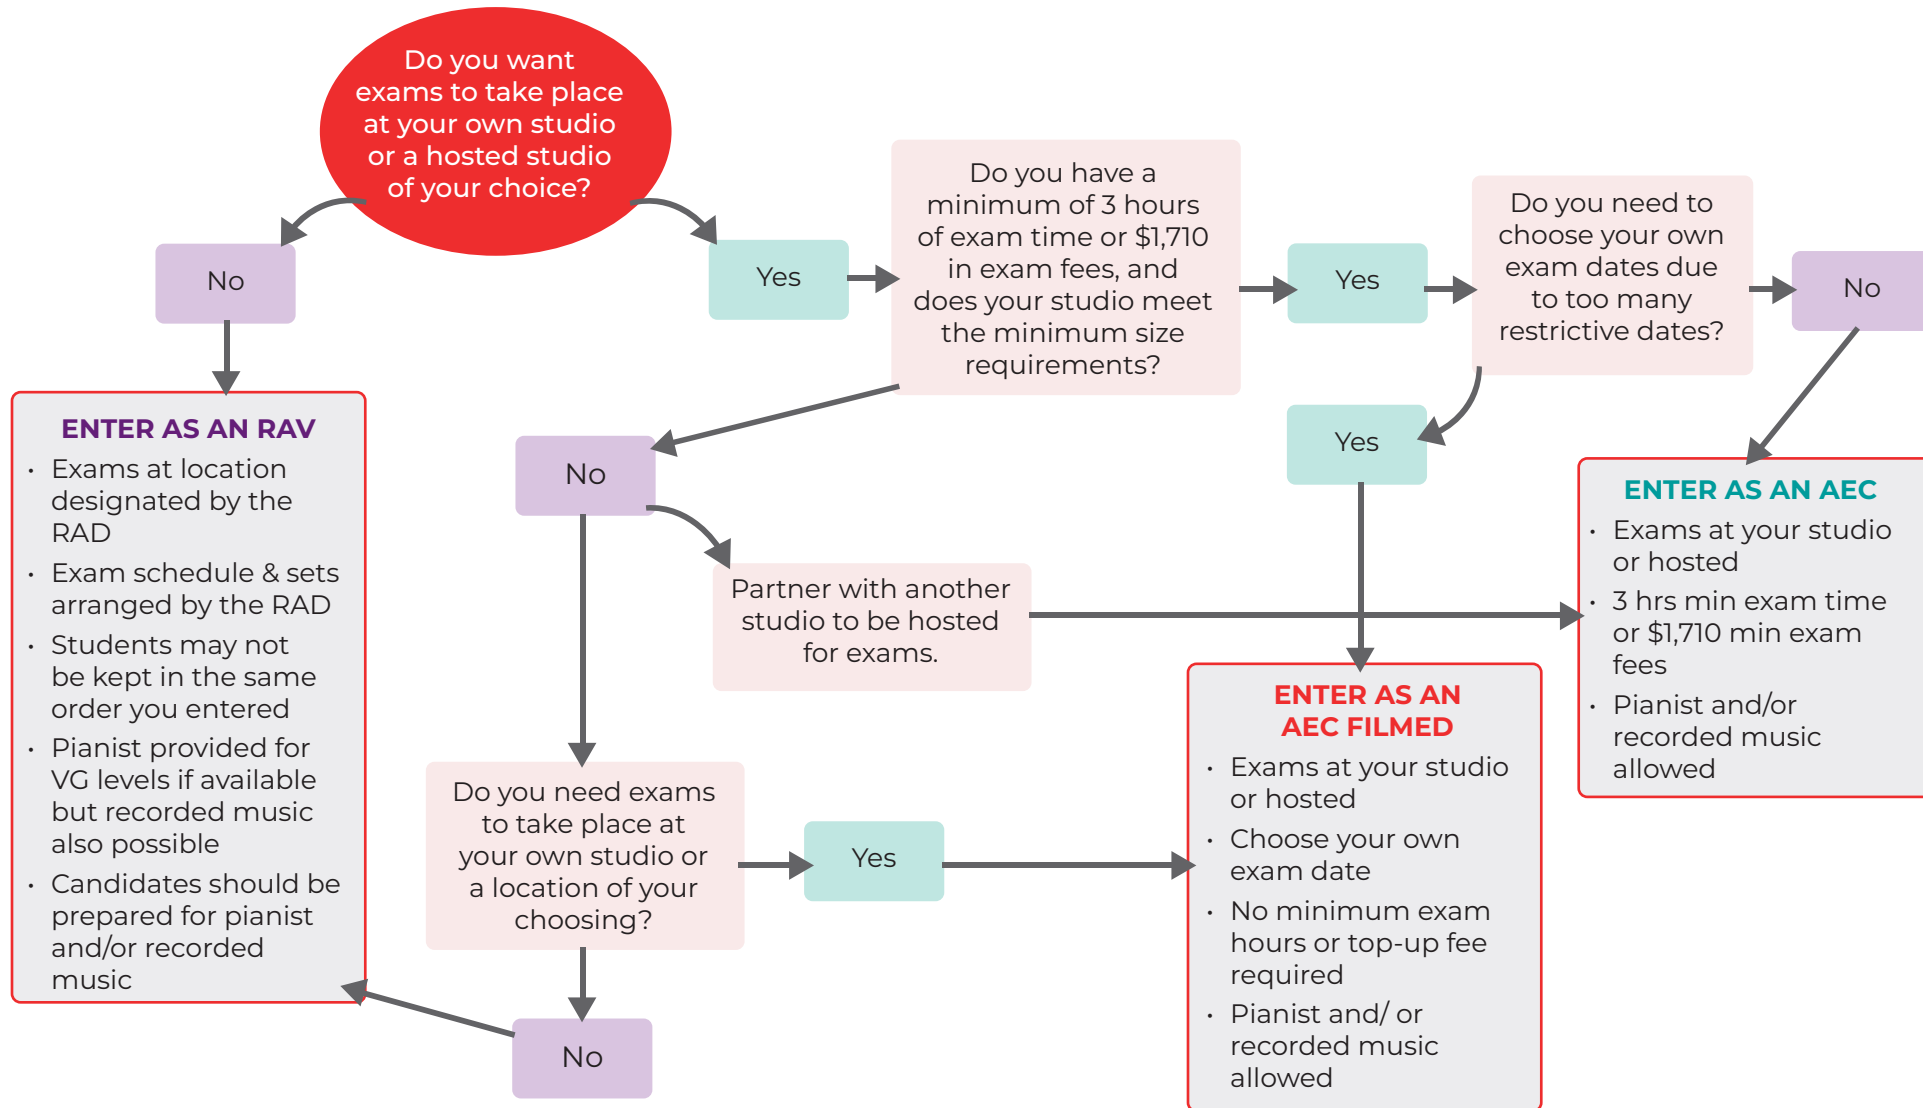 Do you want
exams to take place
at your own studio
or a hosted studio
of your choice?
No
Yes
Do you have a
minimum of 3 hours
of exam time or $1,710
in exam fees, and
does your studio meet
the minimum size
requirements?
Yes
Do you need to
choose your own
exam dates due
to too many
restrictive dates?
No
Yes
No
Partner with another
studio to be hosted
for exams.
Do you need exams
to take place at
your own studio or
a location of your
choosing?
Yes
No
ENTER AS AN RAV
· Exams at location
designated by the
RAD
· Exam schedule & sets
arranged by the RAD
· Students may not
be kept in the same
order you entered
· Pianist provided for
VG levels if available
but recorded music
also possible
· Candidates should be
prepared for pianist
and/or recorded
music
ENTER AS AN
AEC FILMED
· Exams at your studio
or hosted
· Choose your own
exam date
· No minimum exam
hours or top-up fee
required
· Pianist and/ or
recorded music
allowed
ENTER AS AN AEC
· Exams at your studio
or hosted
· 3 hrs min exam time
or $1,710 min exam
fees
· Pianist and/or
recorded music
allowed